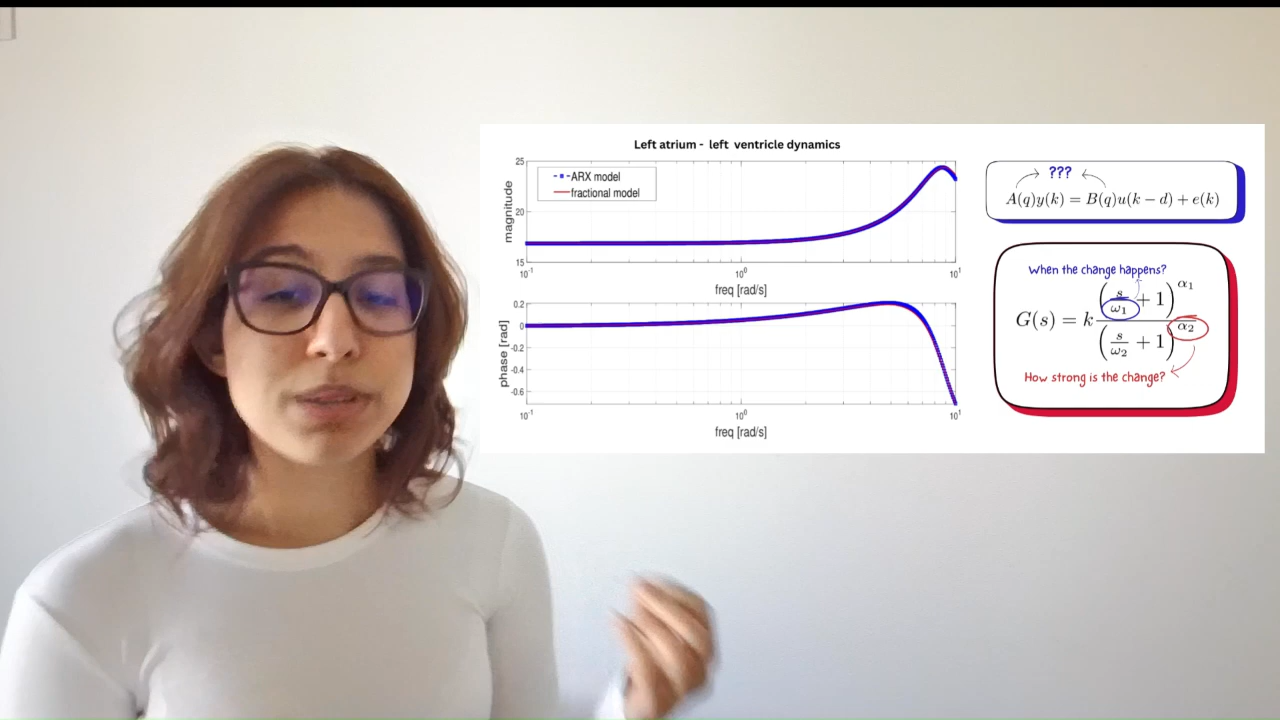 Left atrium - left ventricle dynamics
25
20
15
magnitude
ARX model
fractional model
10⁻¹ 10⁰ 10¹
freq [rad/s]
0.2
0
-0.2
-0.4
-0.6
phase [rad]
10⁻¹ 10⁰ 10¹
freq [rad/s]
???
A(q)y(k) = B(q)u(k − d) + e(k)
When the change happens?
G(s) = k (s/ω₁ + 1)^α₁ / (s/ω₂ + 1)^α₂
How strong is the change?